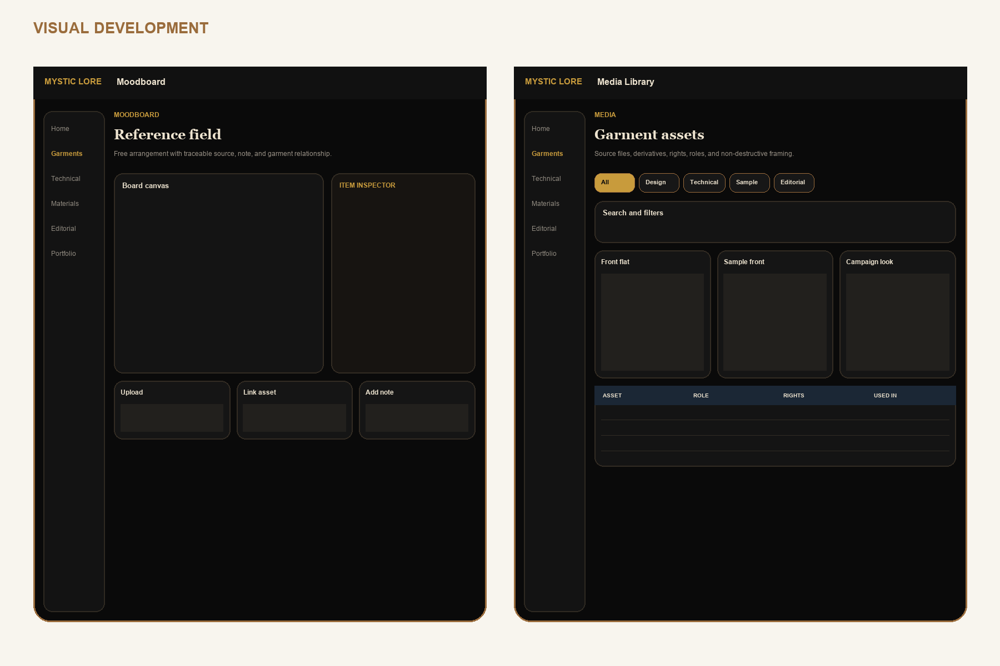 VISUAL DEVELOPMENT
MYSTIC LORE Moodboard
Home
Garments
Technical
Materials
Editorial
Portfolio
MOODBOARD
Reference field
Free arrangement with traceable source, note, and garment relationship.
Board canvas
ITEM INSPECTOR
Upload
Link asset
Add note
MYSTIC LORE Media Library
Home
Garments
Technical
Materials
Editorial
Portfolio
MEDIA
Garment assets
Source files, derivatives, rights, roles, and non-destructive framing.
All Design Technical Sample Editorial
Search and filters
Front flat
Sample front
Campaign look
ASSET ROLE RIGHTS USED IN